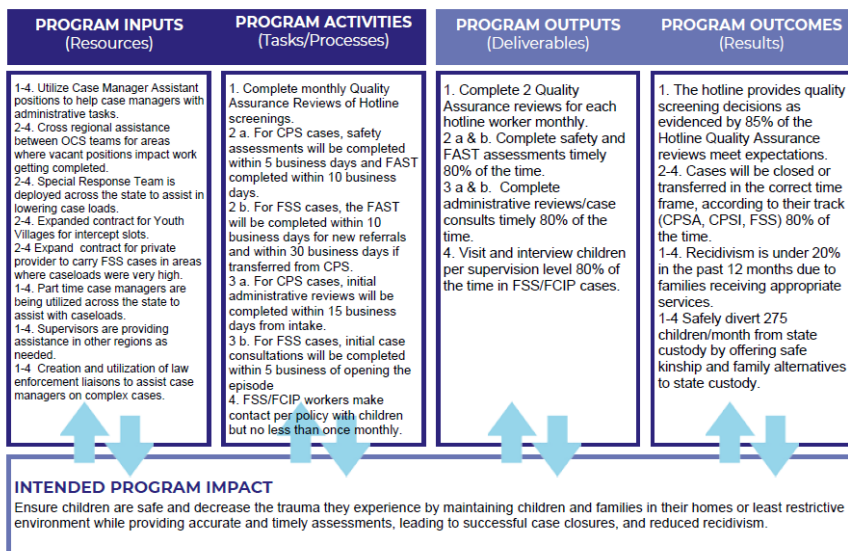 PROGRAM INPUTS
(Resources)
1-4. Utilize Case Manager Assistant
positions to help case managers with
administrative tasks.
2-4. Cross regional assistance
between OCS teams for areas
where vacant positions impact work
getting completed.
2-4. Special Response Team is
deployed across the state to assist in
lowering case loads.
2-4. Expanded contract for Youth
Villages for intercept slots.
2-4 Expand contract for private
provider to carry FSS cases in areas
where caseloads were very high.
1-4. Part time case managers are
being utilized across the state to
assist with caseloads.
1-4. Supervisors are providing
assistance in other regions as
needed.
1-4 Creation and utilization of law
enforcement liaisons to assist case
managers on complex cases.
PROGRAM ACTIVITIES
(Tasks/Processes)
1. Complete monthly Quality
Assurance Reviews of Hotline
screenings.
2 a. For CPS cases, safety
assessments will be completed
within 5 business days and FAST
completed within 10 business
days.
2 b. For FSS cases, the FAST
will be completed within 10
business days for new referrals
and within 30 business days if
transferred from CPS.
3 a. For CPS cases, initial
administrative reviews will be
completed within 15 business
days from intake.
3 b. For FSS cases, initial case
consultations will be completed
within 5 business of opening the
episode
4. FSS/FCIP workers make
contact per policy with children
but no less than once monthly.
PROGRAM OUTPUTS
(Deliverables)
1. Complete 2 Quality
Assurance reviews for each
hotline worker monthly.
2 a & b. Complete safety and
FAST assessments timely
80% of the time.
3 a & b. Complete
administrative reviews/case
consults timely 80% of the
time.
4. Visit and interview children
per supervision level 80% of
the time in FSS/FCIP cases.
PROGRAM OUTCOMES
(Results)
1. The hotline provides quality
screening decisions as
evidenced by 85% of the
Hotline Quality Assurance
reviews meet expectations.
2-4. Cases will be closed or
transferred in the correct time
frame, according to their track
(CPSA, CPSI, FSS) 80% of
the time.
1-4. Recidivism is under 20%
in the past 12 months due to
families receiving appropriate
services.
1-4 Safely divert 275
children/month from state
custody by offering safe
kinship and family alternatives
to state custody.
INTENDED PROGRAM IMPACT
Ensure children are safe and decrease the trauma they experience by maintaining children and families in their homes or least restrictive
environment while providing accurate and timely assessments, leading to successful case closures, and reduced recidivism.